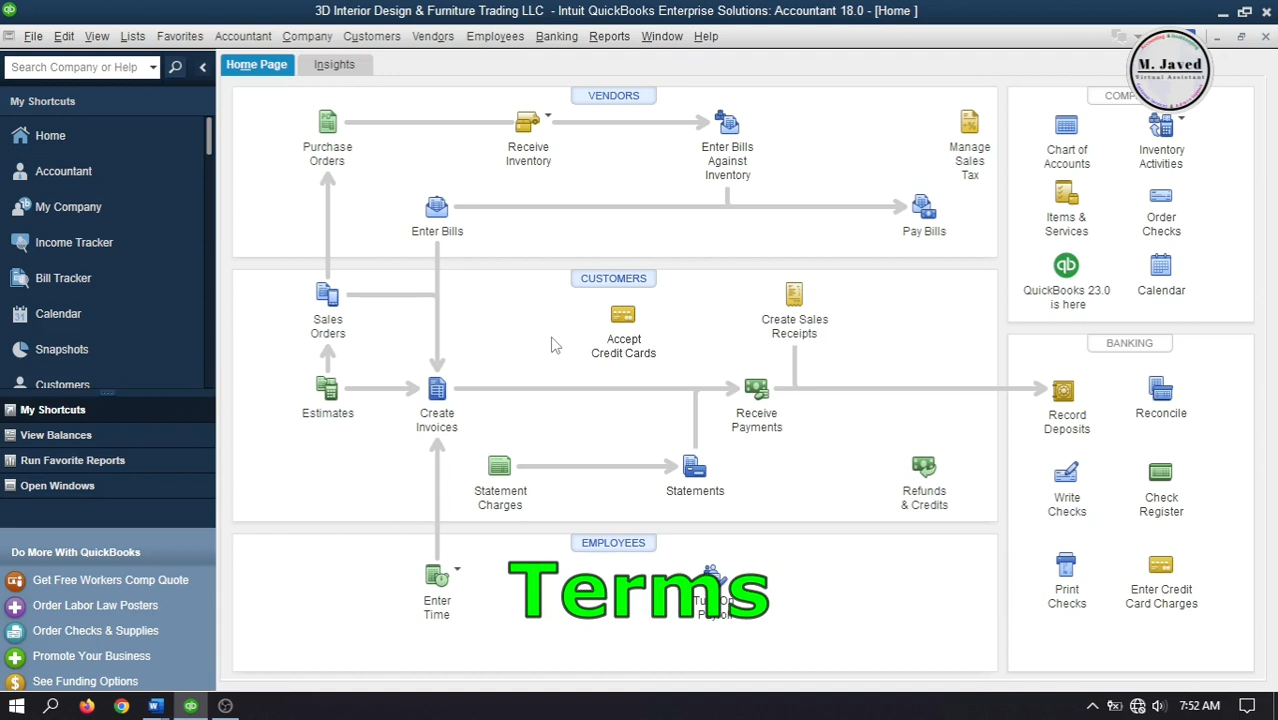 3D Interior Design & Furniture Trading LLC - Intuit QuickBooks Enterprise Solutions: Accountant 18.0 - [Home ]
File Edit View Lists Favorites Accountant Company Customers Vendors Employees Banking Reports Window Help
Search Company or Help
My Shortcuts
Home
Accountant
My Company
Income Tracker
Bill Tracker
Calendar
Snapshots
Customers
My Shortcuts
View Balances
Run Favorite Reports
Open Windows
Do More With QuickBooks
Get Free Workers Comp Quote
Order Labor Law Posters
Order Checks & Supplies
Promote Your Business
See Funding Options
Home Page
Insights
VENDORS
Purchase
Orders
Receive
Inventory
Enter Bills
Against
Inventory
Manage
Sales
Tax
Enter Bills
Pay Bills
CUSTOMERS
Sales
Orders
Accept
Credit Cards
Create Sales
Receipts
Estimates
Create
Invoices
Receive
Payments
Statement
Charges
Statements
Refunds
& Credits
EMPLOYEES
Enter
Time
Terms
M. Javed
Virtual Assistant
Chart of
Accounts
Inventory
Activities
Items &
Services
Order
Checks
QuickBooks 23.0
is here
Calendar
BANKING
Record
Deposits
Reconcile
Write
Checks
Check
Register
Print
Checks
Enter Credit
Card Charges
7:52 AM